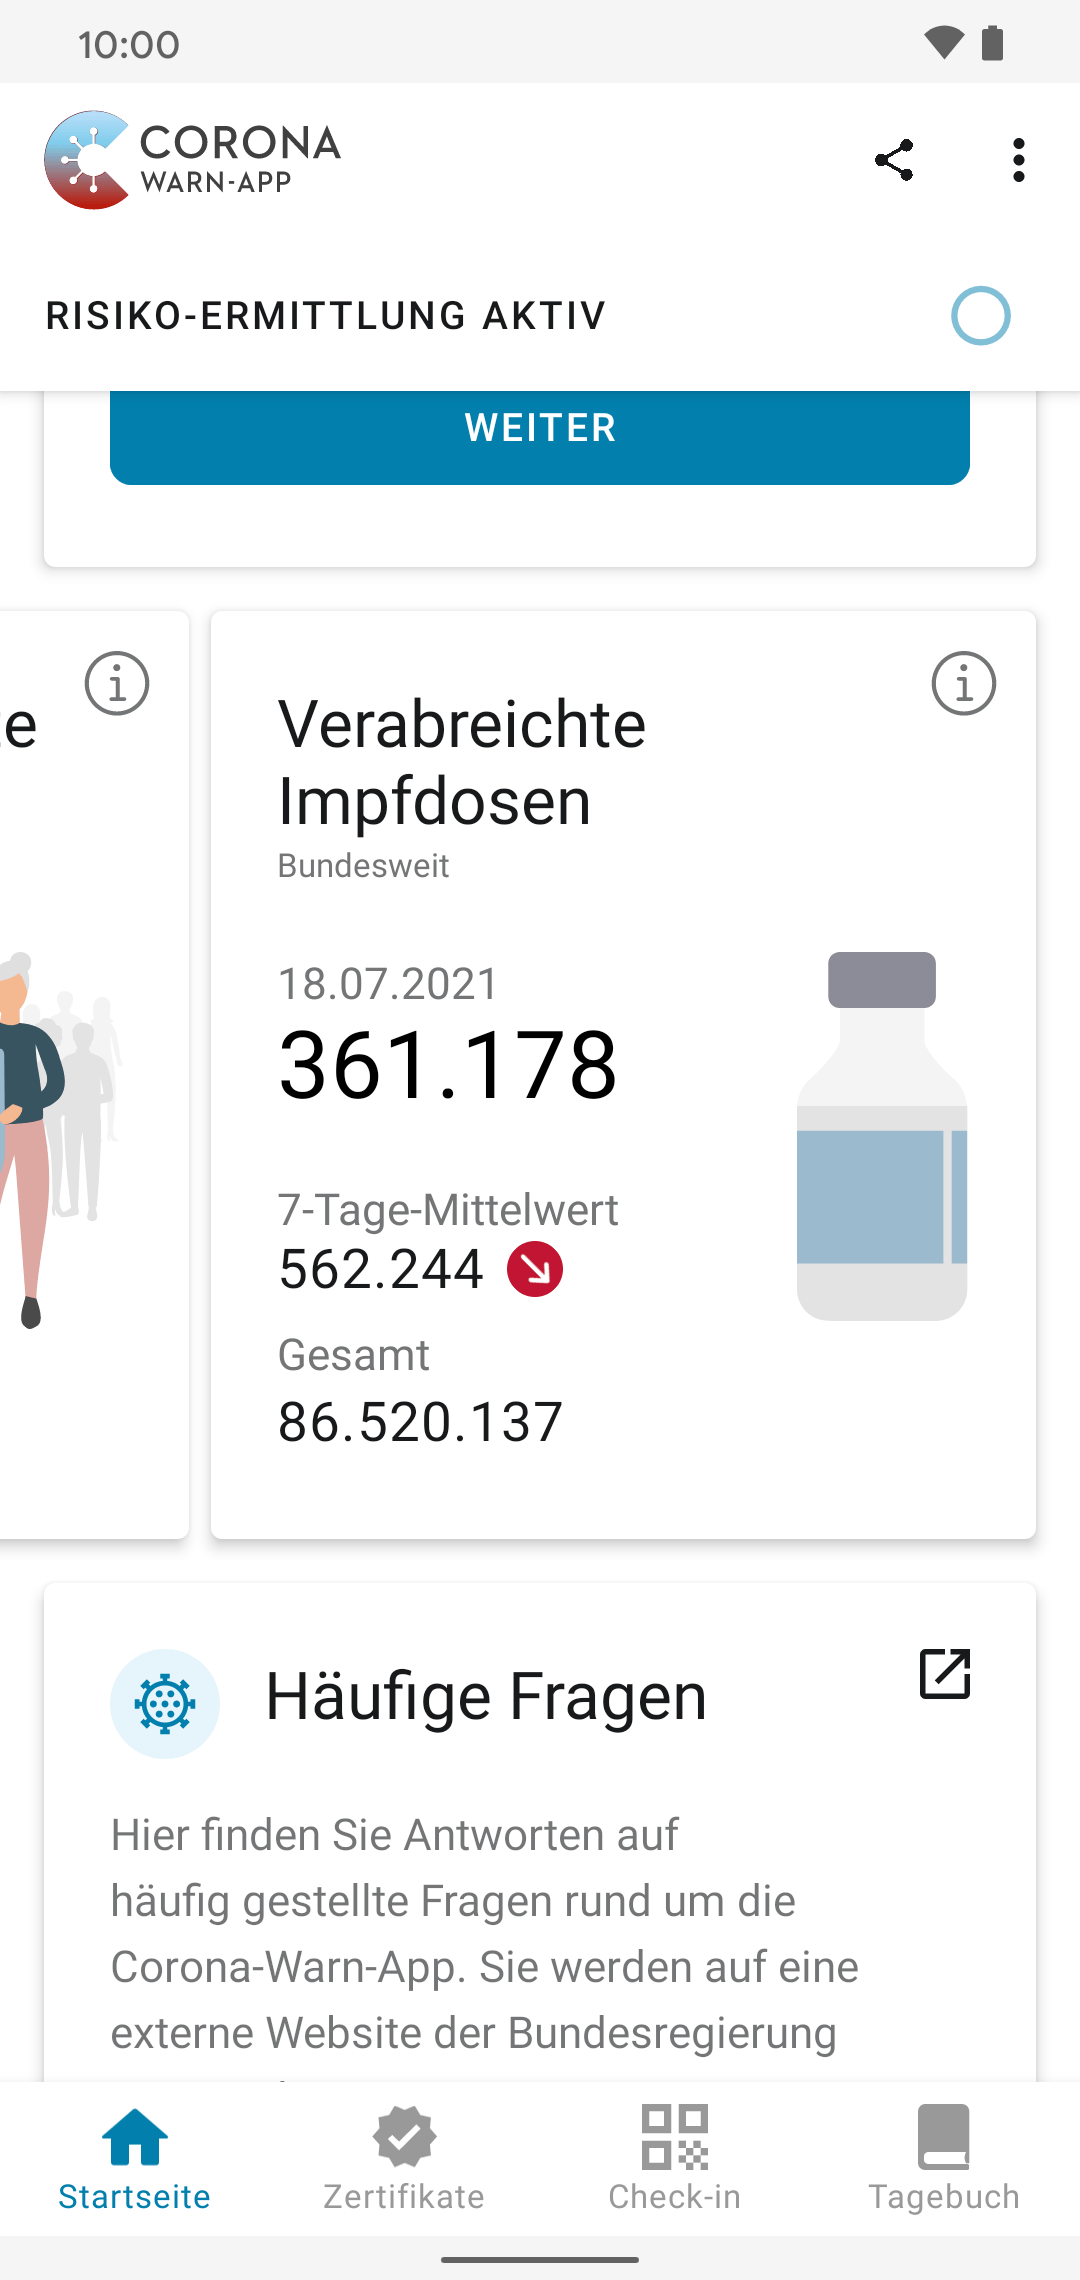 10:00
CORONA
WARN-APP
RISIKO-ERMITTLUNG AKTIV
WEITER
Verabreichte
Impfdosen
Bundesweit
18.07.2021
361.178
7-Tage-Mittelwert
562.244
Gesamt
86.520.137
Häufige Fragen
Hier finden Sie Antworten auf
häufig gestellte Fragen rund um die
Corona-Warn-App. Sie werden auf eine
externe Website der Bundesregierung
Startseite
Zertifikate
Check-in
Tagebuch